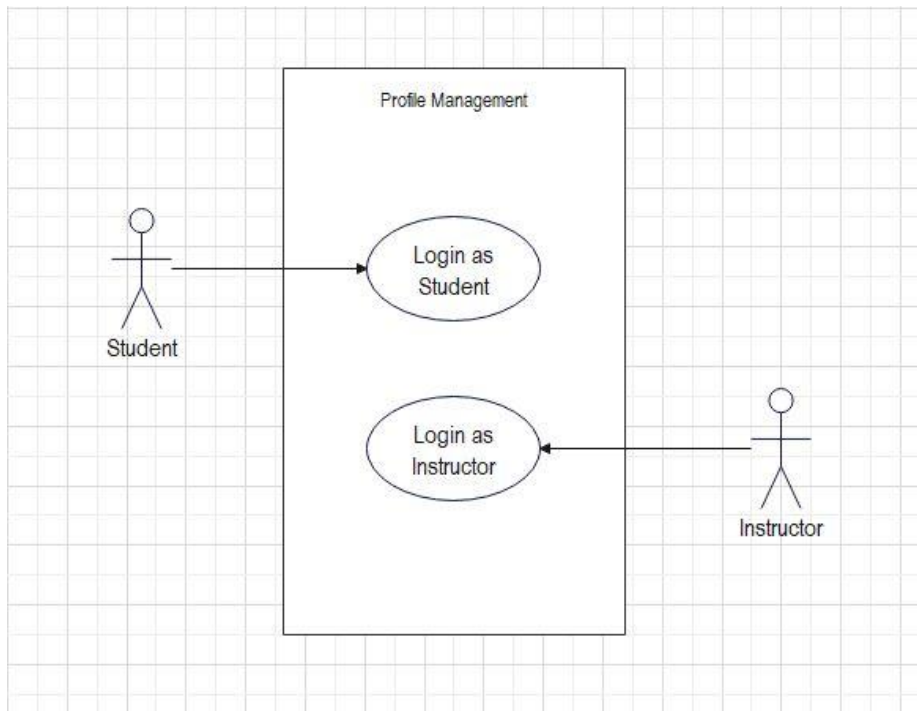 Profile Management
Login as
Student
Student
Login as
Instructor
Instructor